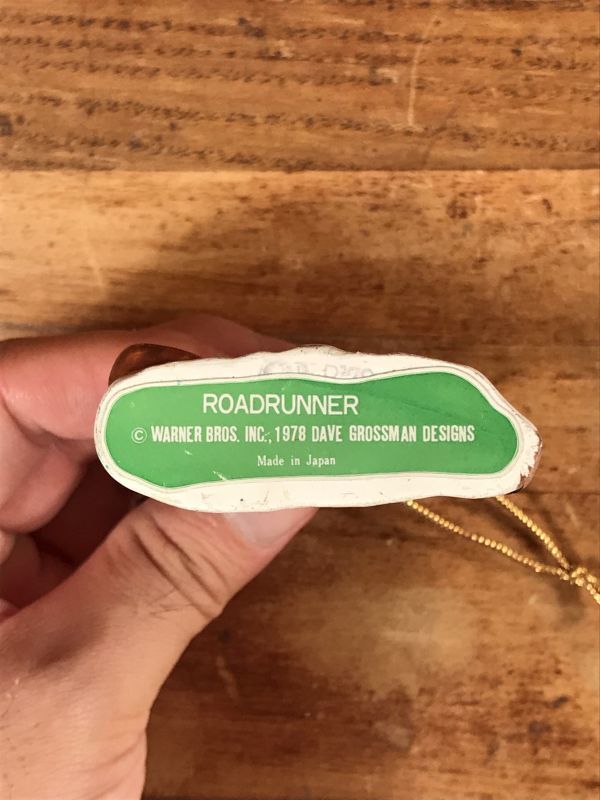 ROADRUNNER
© WARNER BROS. INC., 1978 DAVE GROSSMAN DESIGNS
Made in Japan